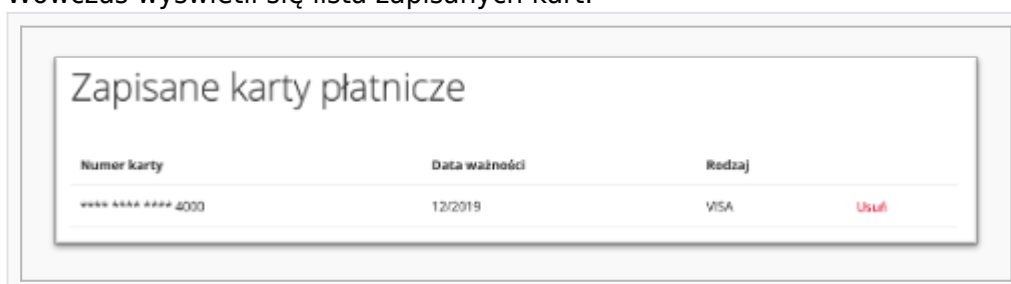 Wówczas wyświetli się lista zapisanych kart.
Zapisane karty płatnicze
Numer karty Data ważności Rodzaj
**** **** **** 4000 12/2019 VISA Usuń